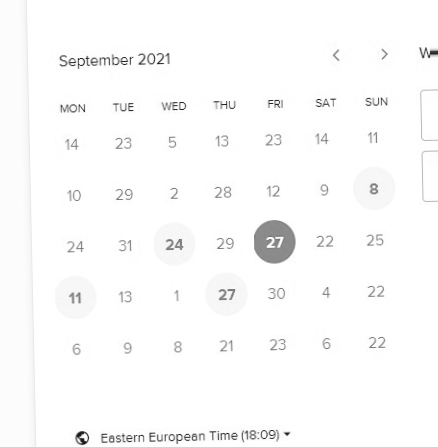 September 2021
MON TUE WED THU FRI SAT SUN
14 23 5 13 23 14 11
10 29 2 28 12 9 8
24 31 24 29 27 22 25
11 13 1 27 30 4 22
6 9 8 21 23 6 22
Eastern European Time (18:09)